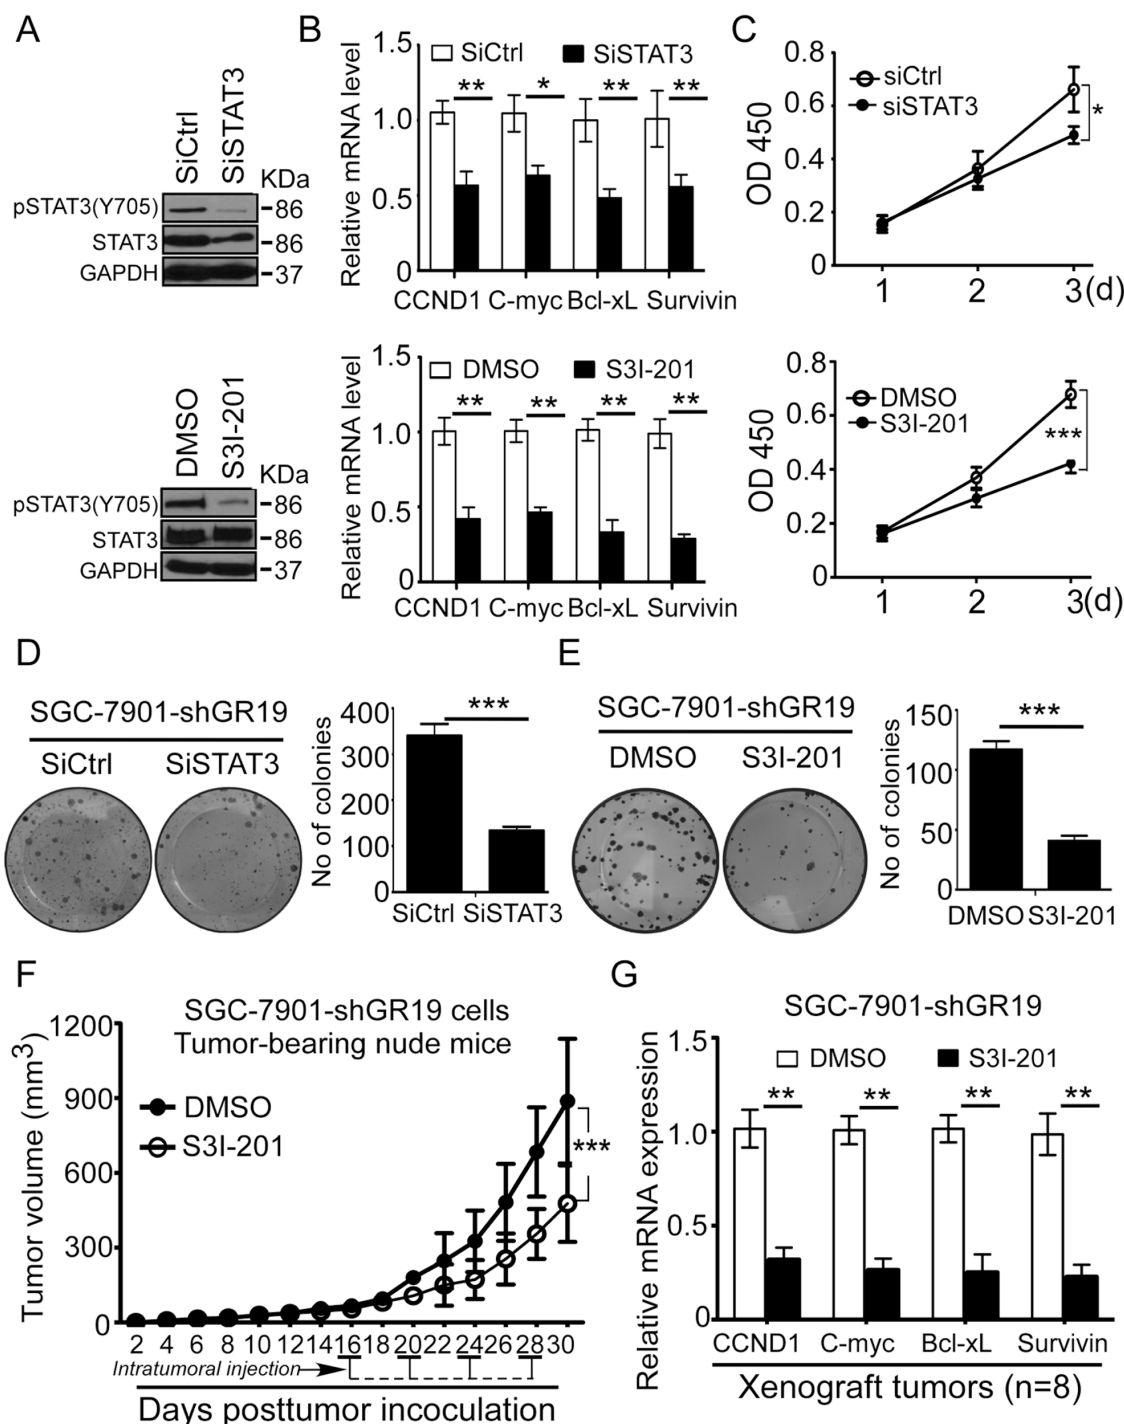 A
SiCtrl
SiSTAT3
KDa
pSTAT3(Y705) -86
STAT3 -86
GAPDH -37
DMSO
S3I-201
KDa
pSTAT3(Y705) -86
STAT3 -86
GAPDH -37
B
Relative mRNA level
SiCtrl SiSTAT3
1.5
1.0
0.5
0
** * ** **
CCND1 C-myc Bcl-xL Survivin
Relative mRNA level
DMSO S3I-201
1.5
1.0
0.5
0
** ** ** **
CCND1 C-myc Bcl-xL Survivin
C
OD 450
siCtrl
siSTAT3
0.8
0.6
0.4
0.2
0
*
1 2 3(d)
OD 450
DMSO
S3I-201
0.8
0.6
0.4
0.2
0
***
1 2 3(d)
D
SGC-7901-shGR19
SiCtrl SiSTAT3
No of colonies
400
300
200
100
0
***
SiCtrl SiSTAT3
E
SGC-7901-shGR19
DMSO S3I-201
No of colonies
150
100
50
0
***
DMSO S3I-201
F
SGC-7901-shGR19 cells
Tumor-bearing nude mice
Tumor volume (mm3)
1200
900
600
300
0
DMSO
S3I-201
***
2 4 6 8 10 12 14 16 18 20 22 24 26 28 30
Intratumoral injection
Days posttumor incoculation
G
SGC-7901-shGR19
Relative mRNA expression
DMSO S3I-201
1.5
1.0
0.5
0
** ** ** **
CCND1 C-myc Bcl-xL Survivin
Xenograft tumors (n=8)